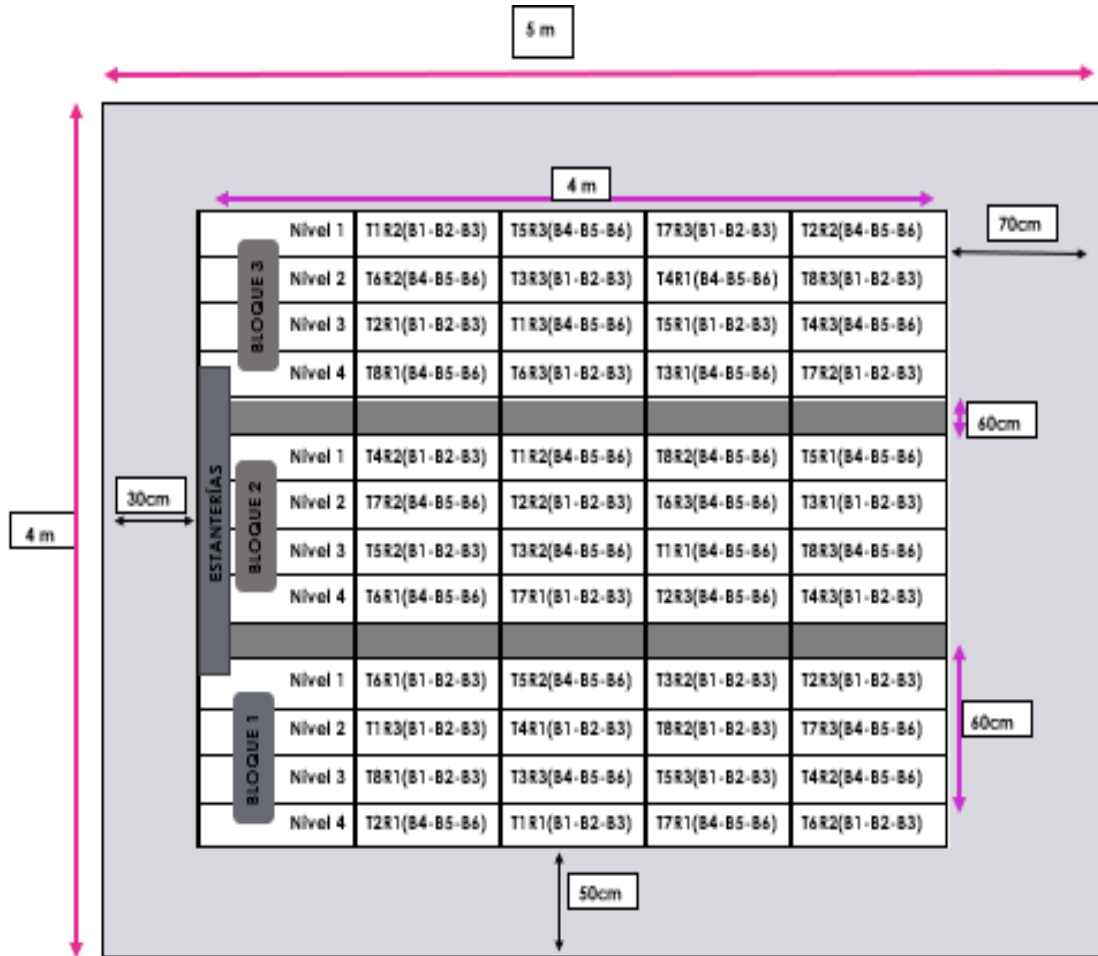 5 m
4 m
70cm
BLOQUE 3
Nivel 1 T1R2(B1-B2-B3) T5R3(B4-B5-B6) T7R3(B1-B2-B3) T2R2(B4-B5-B6)
Nivel 2 T6R2(B4-B5-B6) T3R3(B1-B2-B3) T4R1(B4-B5-B6) T8R3(B1-B2-B3)
Nivel 3 T2R1(B1-B2-B3) T1R3(B4-B5-B6) T5R1(B1-B2-B3) T4R3(B4-B5-B6)
Nivel 4 T8R1(B4-B5-B6) T6R3(B1-B2-B3) T3R1(B4-B5-B6) T7R2(B1-B2-B3)
60cm
ESTANTERÍAS
30cm
4 m
BLOQUE 2
Nivel 1 T4R2(B1-B2-B3) T1R2(B4-B5-B6) T8R2(B4-B5-B6) T5R1(B4-B5-B6)
Nivel 2 T7R2(B4-B5-B6) T2R2(B1-B2-B3) T6R3(B4-B5-B6) T3R1(B1-B2-B3)
Nivel 3 T5R2(B1-B2-B3) T3R2(B4-B5-B6) T1R1(B4-B5-B6) T8R3(B4-B5-B6)
Nivel 4 T6R1(B4-B5-B6) T7R1(B1-B2-B3) T2R3(B4-B5-B6) T4R3(B1-B2-B3)
BLOQUE 1
Nivel 1 T6R1(B1-B2-B3) T5R2(B4-B5-B6) T3R2(B1-B2-B3) T2R3(B1-B2-B3)
Nivel 2 T1R3(B1-B2-B3) T4R1(B1-B2-B3) T8R2(B1-B2-B3) T7R3(B4-B5-B6)
Nivel 3 T8R1(B1-B2-B3) T3R3(B4-B5-B6) T5R3(B1-B2-B3) T4R2(B4-B5-B6)
Nivel 4 T2R1(B4-B5-B6) T1R1(B1-B2-B3) T7R1(B4-B5-B6) T6R2(B1-B2-B3)
60cm
50cm